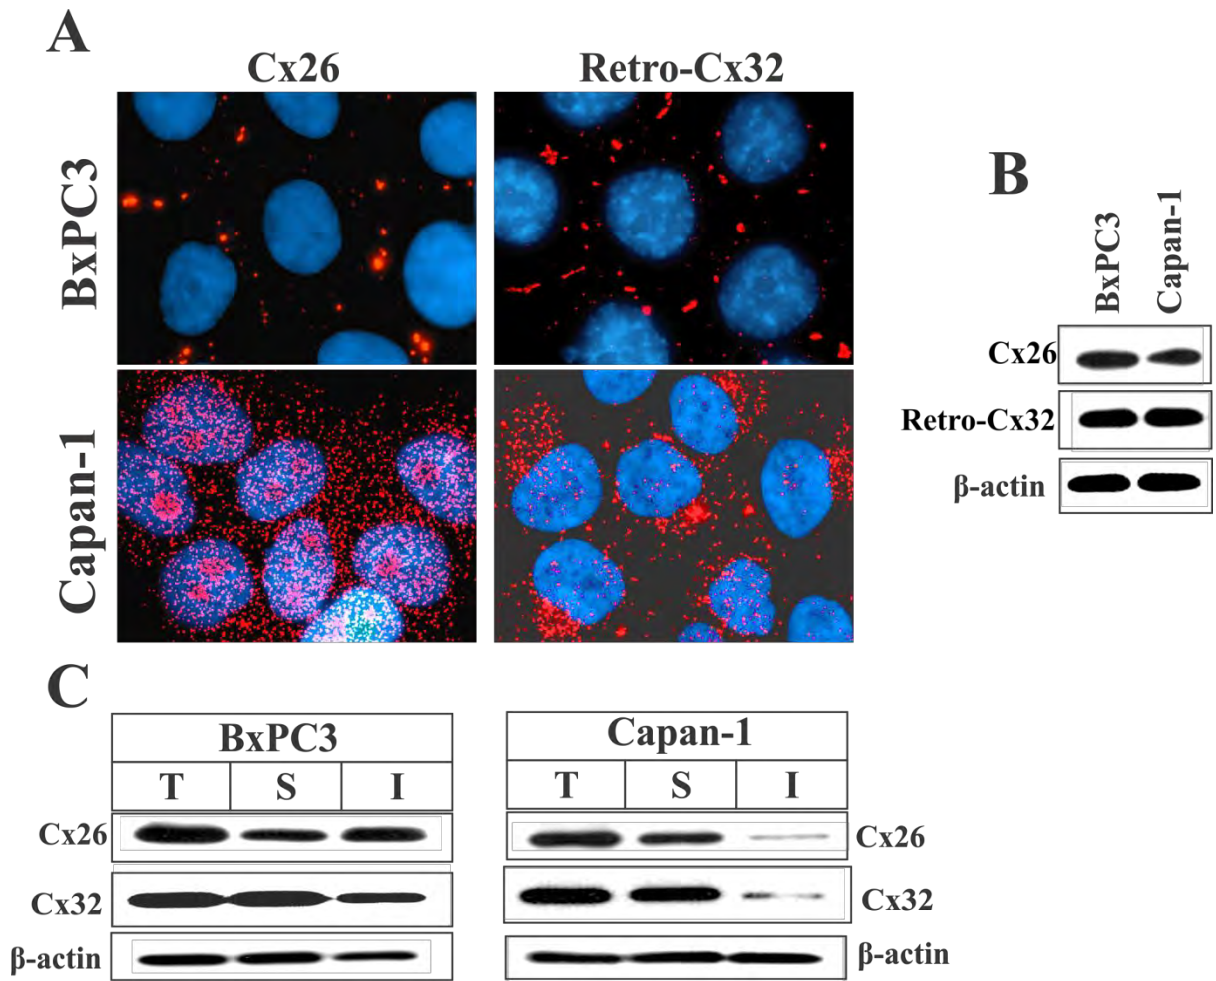 A
Cx26 Retro-Cx32
BxPC3
Capan-1
B
BxPC3 Capan-1
Cx26
Retro-Cx32
β-actin
C
BxPC3
T S I
Cx26
Cx32
β-actin
Capan-1
T S I
Cx26
Cx32
β-actin